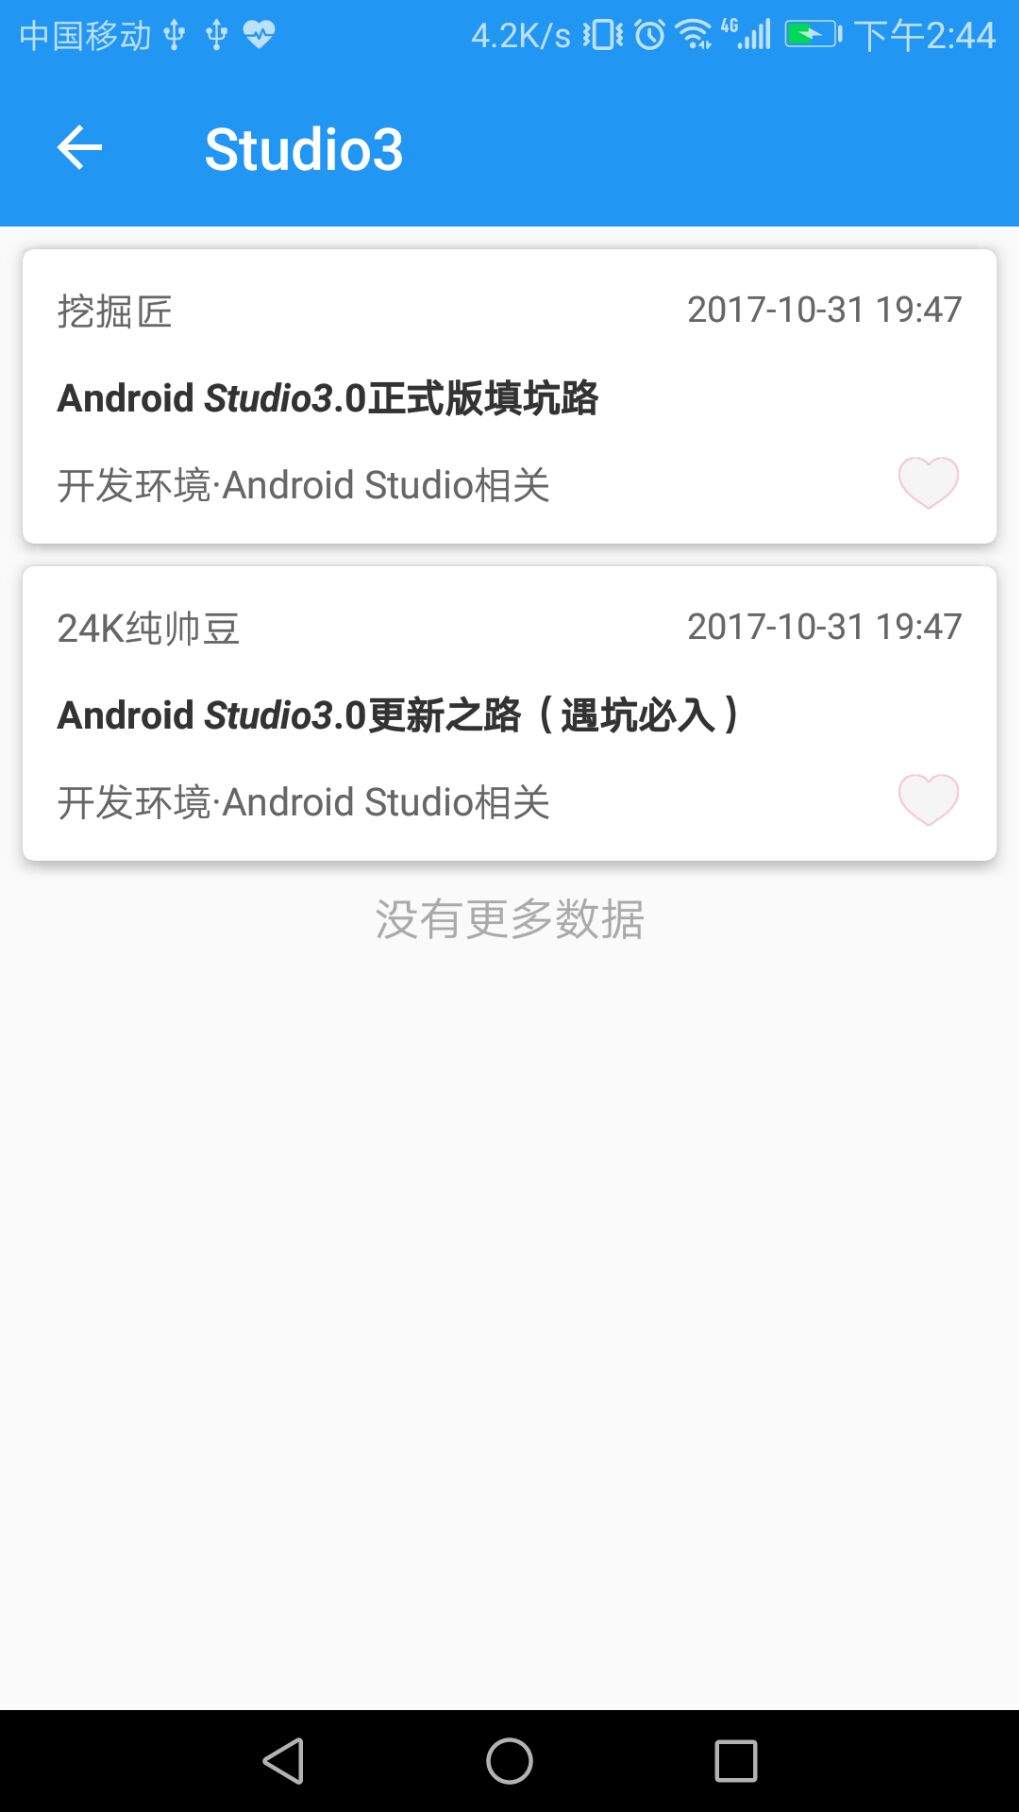 中国移动 4.2K/s 4G 下午2:44
Studio3
挖掘匠 2017-10-31 19:47
Android Studio3.0正式版填坑路
开发环境·Android Studio相关
24K纯帅豆 2017-10-31 19:47
Android Studio3.0更新之路（遇坑必入）
开发环境·Android Studio相关
没有更多数据